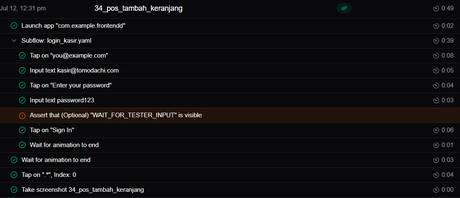 Jul 12, 12:31 pm 34_pos_tambah_keranjang 0:49
Launch app "com.example.frontendd" 0:02
Subflow: login_kasir.yaml 0:39
Tap on "you@example.com" 0:08
Input text kasir@tomodachi.com 0:05
Tap on "Enter your password" 0:04
Input text password123 0:03
Assert that (Optional) "WAIT_FOR_TESTER_INPUT" is visible
Tap on "Sign In" 0:06
Wait for animation to end 0:01
Wait for animation to end 0:03
Tap on ".*", Index: 0 0:04
Take screenshot 34_pos_tambah_keranjang 0:00